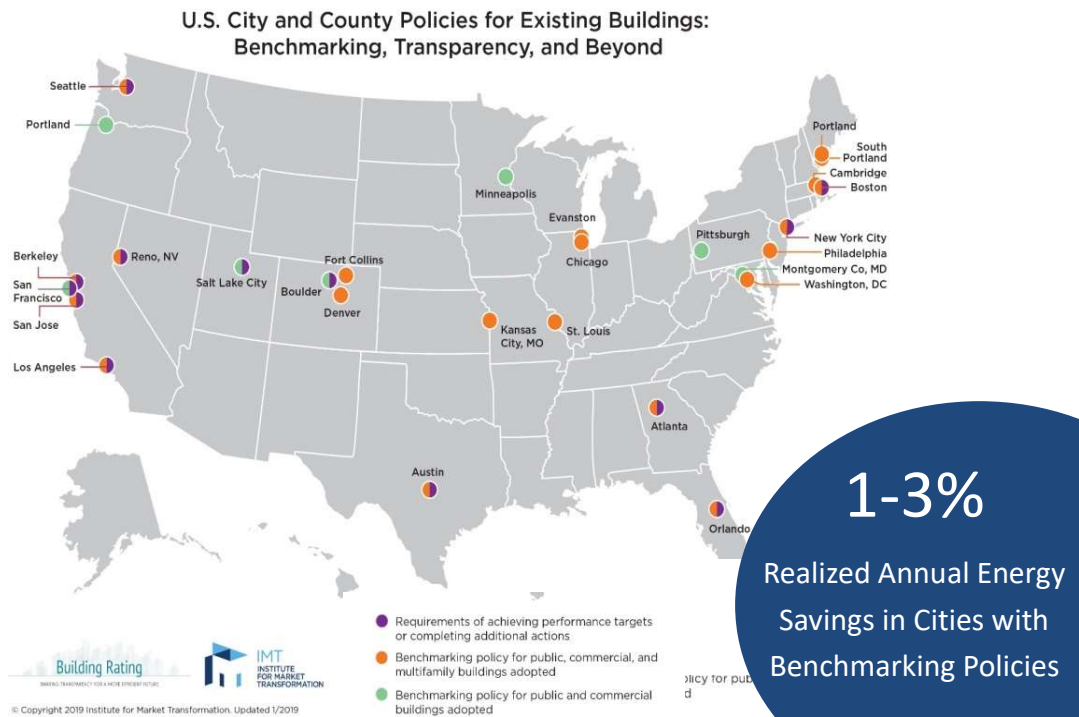 U.S. City and County Policies for Existing Buildings:
Benchmarking, Transparency, and Beyond
Seattle
Portland
Minneapolis
Portland
South
Portland
Cambridge
Boston
Evanston
Chicago
Pittsburgh
New York City
Philadelphia
Montgomery Co, MD
Washington, DC
Berkeley
San
Francisco
San Jose
Reno, NV
Salt Lake City
Fort Collins
Boulder
Denver
Kansas
City, MO
St. Louis
Los Angeles
Atlanta
Austin
Orlando
1-3%
Realized Annual Energy
Savings in Cities with
Benchmarking Policies
Requirements of achieving performance targets
or completing additional actions
Benchmarking policy for public, commercial, and
multifamily buildings adopted
Benchmarking policy for public and commercial
buildings adopted
Building Rating
IMT
INSTITUTE
FOR MARKET
TRANSFORMATION
© Copyright 2019 Institute for Market Transformation. Updated 1/2019